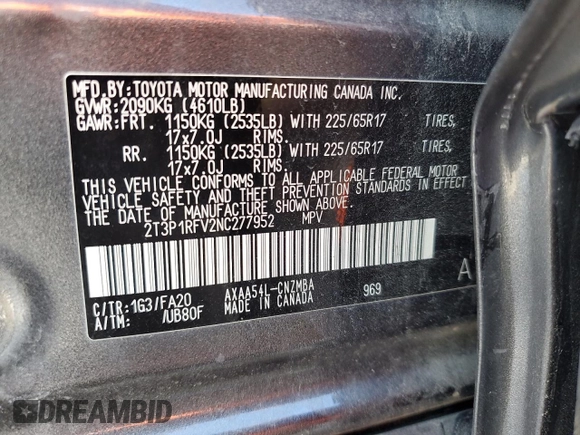 MFD.BY:TOYOTA MOTOR MANUFACTURING CANADA INC.
GVWR:2090KG (4610LB)
GAWR:FRT. 1150KG (2535LB) WITH 225/65R17 TIRES,
17x7.0J RIMS,
RR. 1150KG (2535LB) WITH 225/65R17 TIRES,
17x7.0J RIMS.
THIS VEHICLE CONFORMS TO ALL APPLICABLE FEDERAL MOTOR
VEHICLE SAFETY AND THEFT PREVENTION STANDARDS IN EFFECT
ON THE DATE OF MANUFACTURE SHOWN ABOVE.
2T3P1RFV2NC277952 MPV
A
C/TR:1G3/FA20 AXAA54L-CNZMBA 969
A/TM: /UB80F MADE IN CANADA
DREAMBID